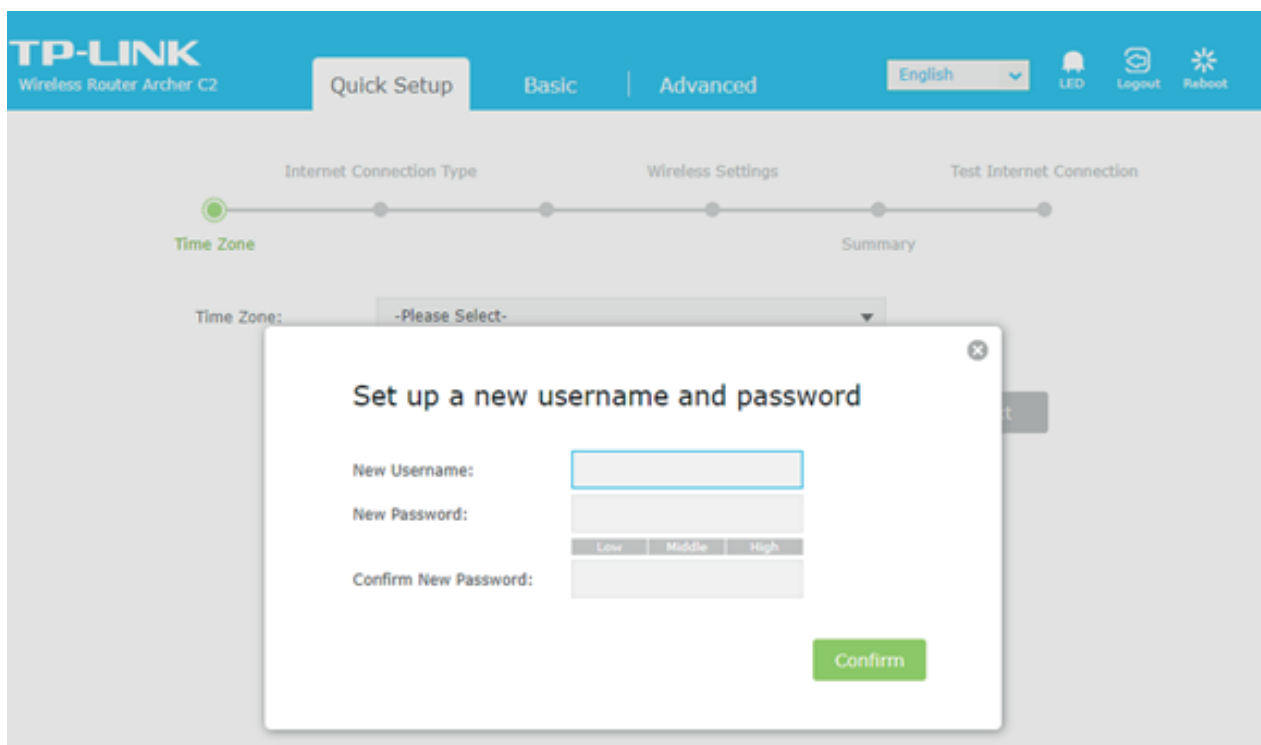 TP-LINK
Wireless Router Archer C2
Quick Setup
Basic
Advanced
English
LED
Logout
Reboot
Internet Connection Type
Wireless Settings
Test Internet Connection
Time Zone
Summary
Time Zone:
-Please Select-
Set up a new username and password
New Username:
New Password:
Low Middle High
Confirm New Password:
Confirm